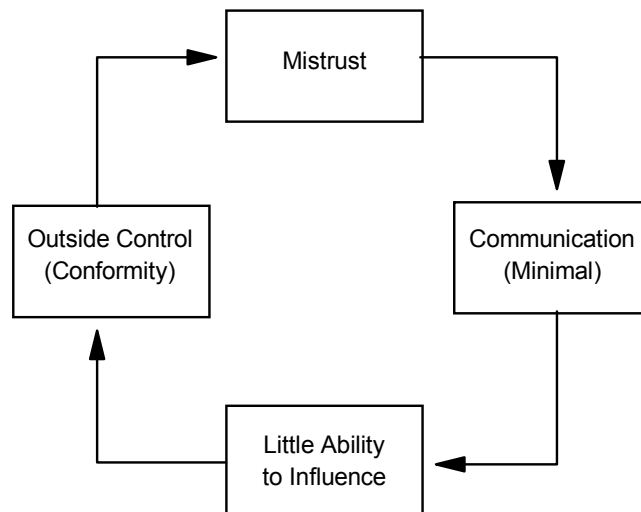 Mistrust
Outside Control
(Conformity)
Communication
(Minimal)
Little Ability
to Influence